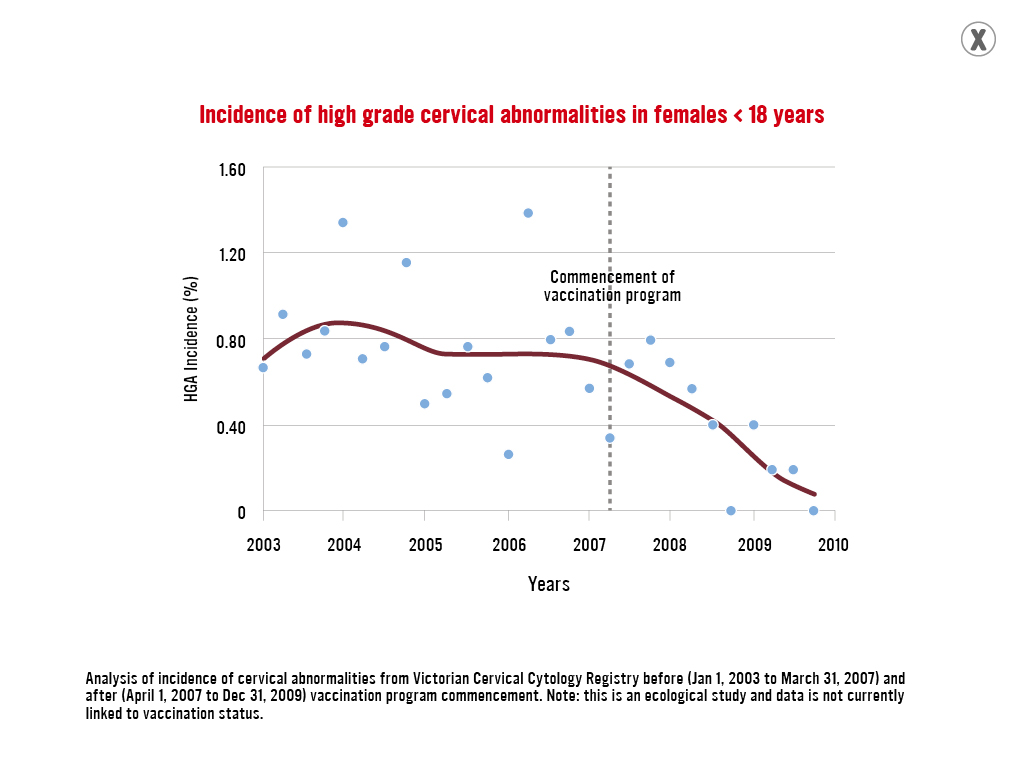 X
Incidence of high grade cervical abnormalities in females < 18 years
1.60
1.20
0.80
0.40
0
HGA Incidence (%)
Commencement of
vaccination program
2003 2004 2005 2006 2007 2008 2009 2010
Years
Analysis of incidence of cervical abnormalities from Victorian Cervical Cytology Registry before (Jan 1, 2003 to March 31, 2007) and
after (April 1, 2007 to Dec 31, 2009) vaccination program commencement. Note: this is an ecological study and data is not currently
linked to vaccination status.